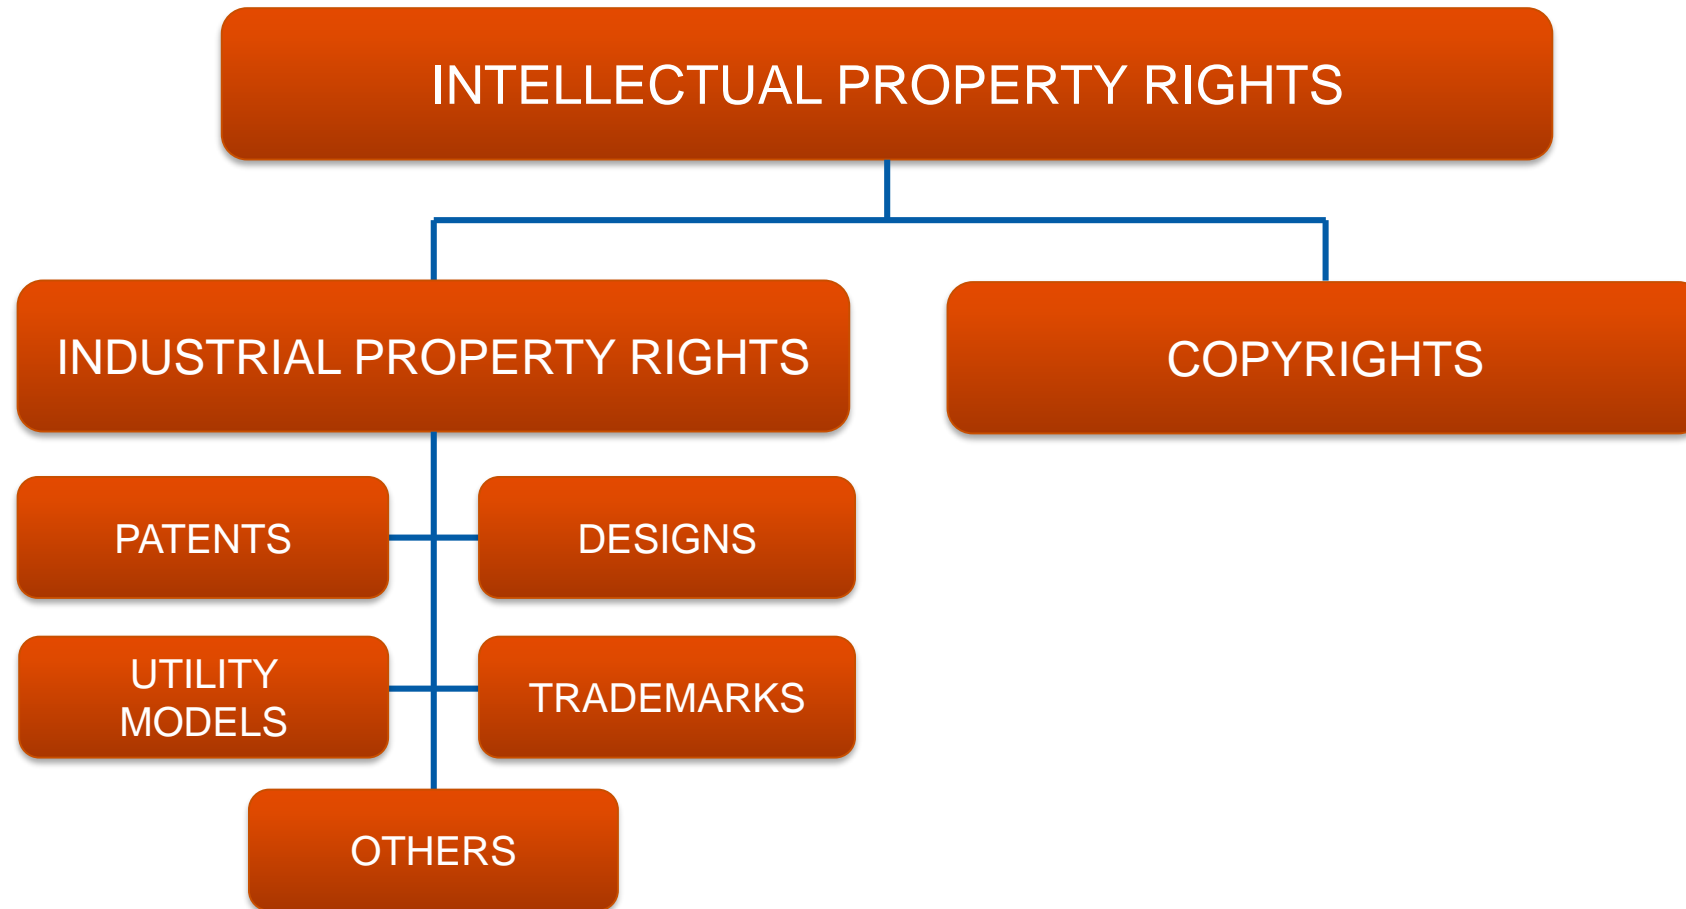 INTELLECTUAL PROPERTY RIGHTS
INDUSTRIAL PROPERTY RIGHTS
COPYRIGHTS
PATENTS
DESIGNS
UTILITY
MODELS
TRADEMARKS
OTHERS